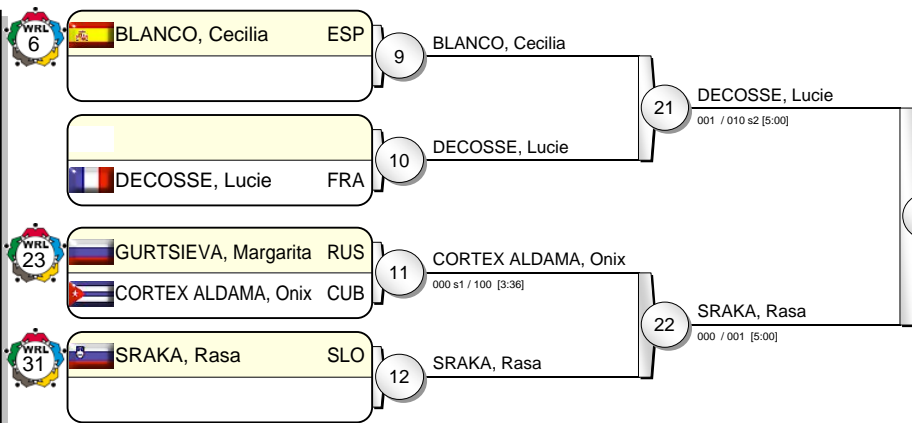 WRL
6
BLANCO, Cecilia ESP
9
BLANCO, Cecilia
21
DECOSSE, Lucie
001 / 010 s2 [5:00]
DECOSSE, Lucie FRA
10
DECOSSE, Lucie
WRL
23
GURTSIEVA, Margarita RUS
CORTEX ALDAMA, Onix CUB
11
CORTEX ALDAMA, Onix
000 s1 / 100 [3:36]
22
SRAKA, Rasa
000 / 001 [5:00]
WRL
31
SRAKA, Rasa SLO
12
SRAKA, Rasa